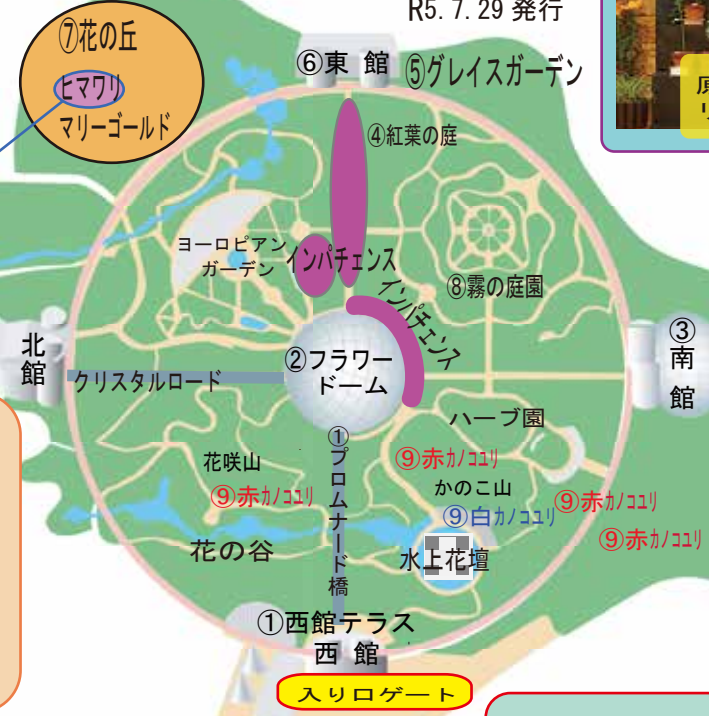 R5.7.29 発行
⑦花の丘
ヒマワリ
マリーゴールド
⑥東 館
⑤グレイスガーデン
④紅葉の庭
ヨーロピアン
ガーデン
インパチェンス
インパチェンス
⑧霧の庭園
北
館
③
南
館
②フラワー
ドーム
クリスタルロード
ハーブ園
①プロムナード橋
花咲山
⑨赤カノコユリ
⑨赤カノコユリ
かのこ山
⑨白カノコユリ
⑨赤カノコユリ
⑨赤カノコユリ
花の谷
水上花壇
①西館テラス
西 館
入り口ゲート